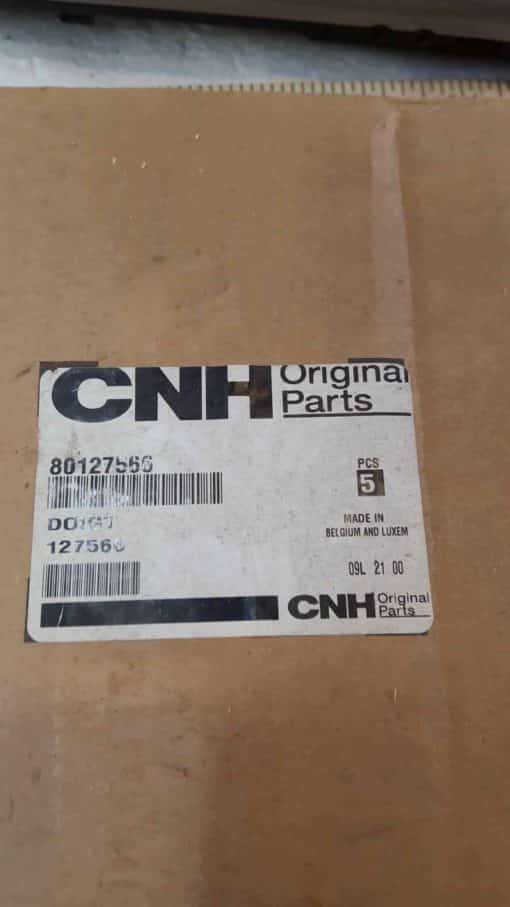 CNH Original
Parts
80127566
PCS
5
DOIGT
MADE IN
BELGIUM AND LUXEM
127566
09L 21 00
CNH Original
Parts